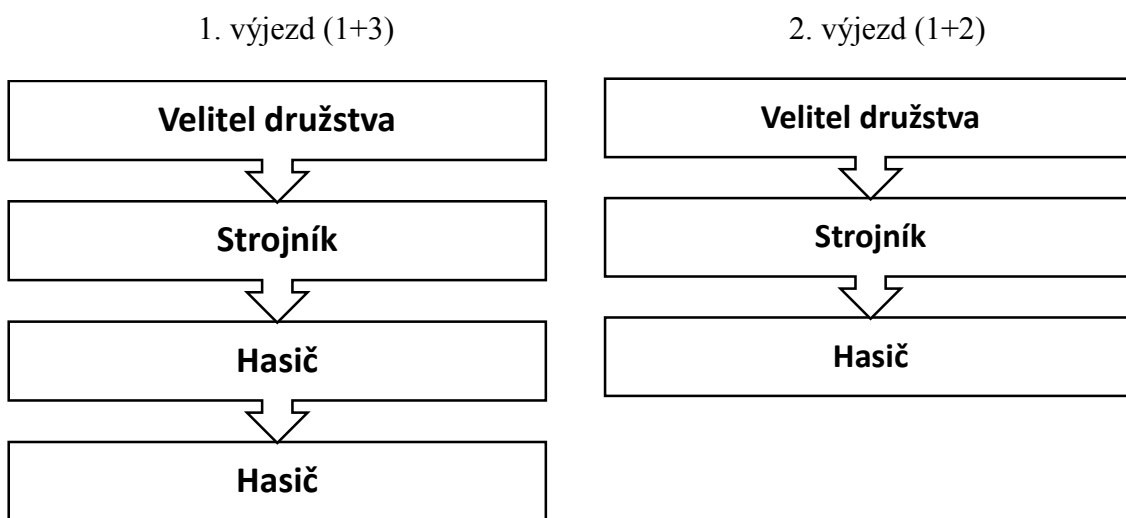 1. výjezd (1+3)
Velitel družstva
Strojník
Hasič
Hasič
2. výjezd (1+2)
Velitel družstva
Strojník
Hasič